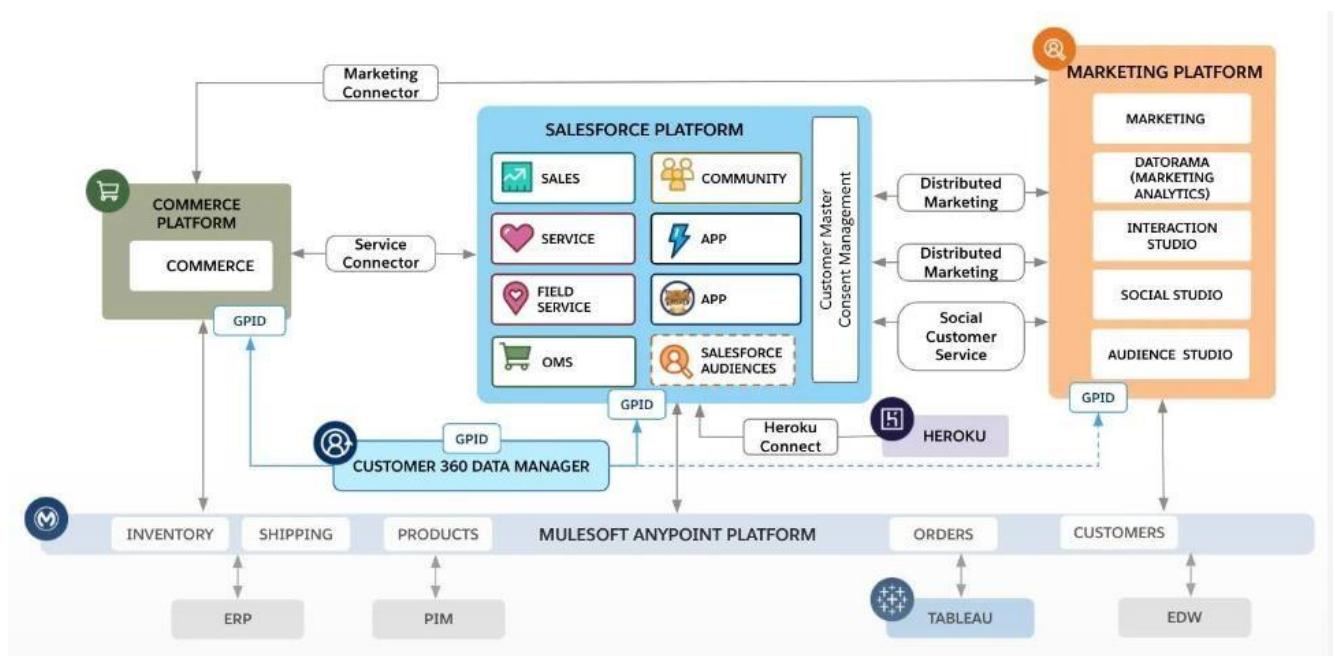 Marketing
Connector
MARKETING PLATFORM
MARKETING
DATORAMA
(MARKETING
ANALYTICS)
INTERACTION
STUDIO
SOCIAL STUDIO
AUDIENCE STUDIO
GPID
SALESFORCE PLATFORM
SALES
COMMUNITY
SERVICE
APP
FIELD
SERVICE
APP
OMS
SALESFORCE
AUDIENCES
Customer Master
Consent Management
GPID
COMMERCE
PLATFORM
COMMERCE
GPID
Service
Connector
Distributed
Marketing
Distributed
Marketing
Social
Customer
Service
Heroku
Connect
HEROKU
GPID
CUSTOMER 360 DATA MANAGER
INVENTORY
SHIPPING
PRODUCTS
MULESOFT ANYPOINT PLATFORM
ORDERS
CUSTOMERS
ERP
PIM
TABLEAU
EDW